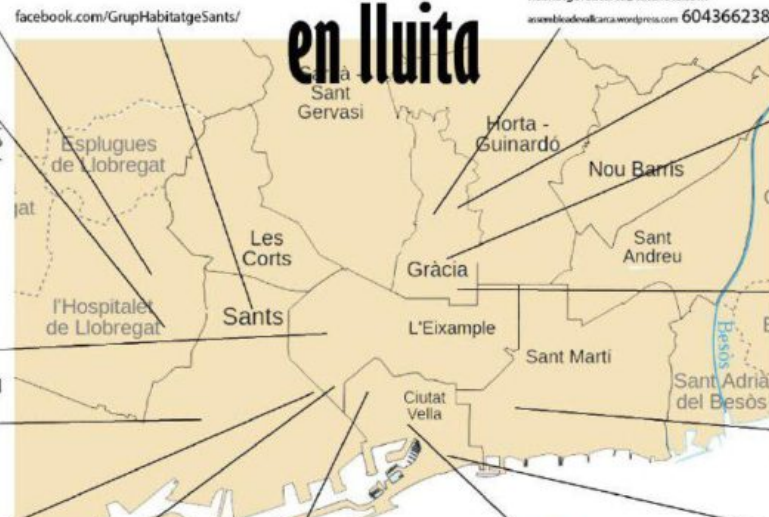 facebook.com/GrupHabitatgeSants/
assembleadevallcarca.wordpress.com 604366238
en lluita
Sant
Gervasi
Horta -
Guinardó
Esplugues
de Llobregat
Nou Barris
gat
Les
Corts
Sant
Andreu
Gràcia
l'Hospitalet
de Llobregat
Sants
L'Eixample
Besòs
Sant Martí
Sant Adrià
del Besòs
Ciutat
Vella